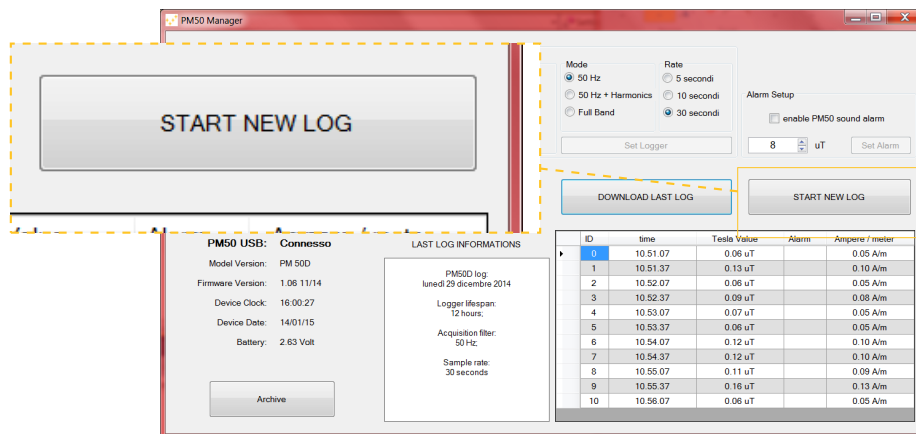 PM50 Manager
START NEW LOG
Mode
50 Hz
50 Hz + Harmonics
Full Band
Rate
5 secondi
10 secondi
30 secondi
Set Logger
Alarm Setup
enable PM50 sound alarm
8 uT Set Alarm
DOWNLOAD LAST LOG
START NEW LOG
PM50 USB: Connesso
Model Version: PM 50D
Firmware Version: 1.06 11/14
Device Clock: 16:00:27
Device Date: 14/01/15
Battery: 2.63 Volt
Archive
LAST LOG INFORMATIONS
PM50D log:
lunedì 29 dicembre 2014
Logger lifespan:
12 hours;
Acquisition filter:
50 Hz;
Sample rate:
30 seconds
ID time Tesla Value Alarm Ampere / meter
0 10.51.07 0.06 uT 0.05 A/m
1 10.51.37 0.13 uT 0.10 A/m
2 10.52.07 0.06 uT 0.05 A/m
3 10.52.37 0.09 uT 0.08 A/m
4 10.53.07 0.07 uT 0.05 A/m
5 10.53.37 0.06 uT 0.05 A/m
6 10.54.07 0.12 uT 0.10 A/m
7 10.54.37 0.12 uT 0.10 A/m
8 10.55.07 0.11 uT 0.09 A/m
9 10.55.37 0.16 uT 0.13 A/m
10 10.56.07 0.06 uT 0.05 A/m